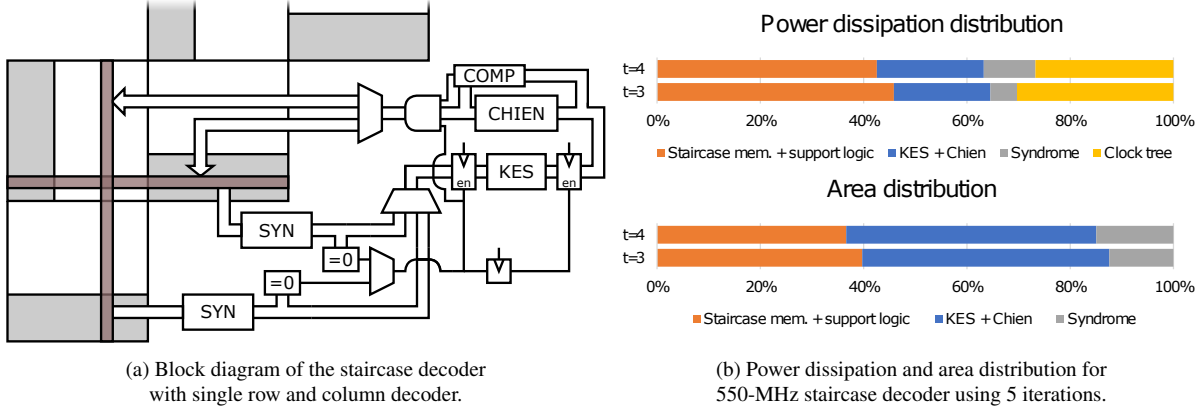 COMP
CHIEN
KES
en
en
SYN
=0
=0
SYN
(a) Block diagram of the staircase decoder
with single row and column decoder.
Power dissipation distribution
t=4
t=3
0% 20% 40% 60% 80% 100%
Staircase mem. + support logic KES + Chien Syndrome Clock tree
Area distribution
t=4
t=3
0% 20% 40% 60% 80% 100%
Staircase mem. + support logic KES + Chien Syndrome
(b) Power dissipation and area distribution for
550-MHz staircase decoder using 5 iterations.